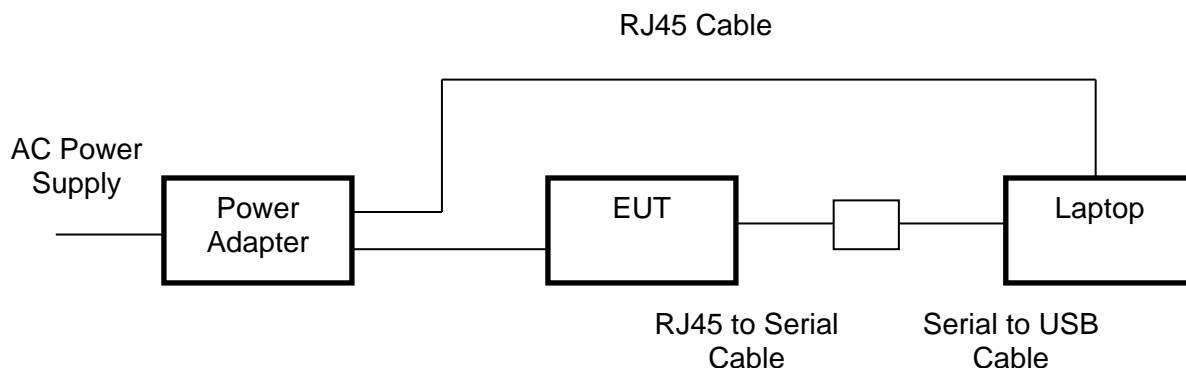 RJ45 Cable
AC Power
Supply
Power
Adapter
EUT
Laptop
RJ45 to Serial
Cable
Serial to USB
Cable